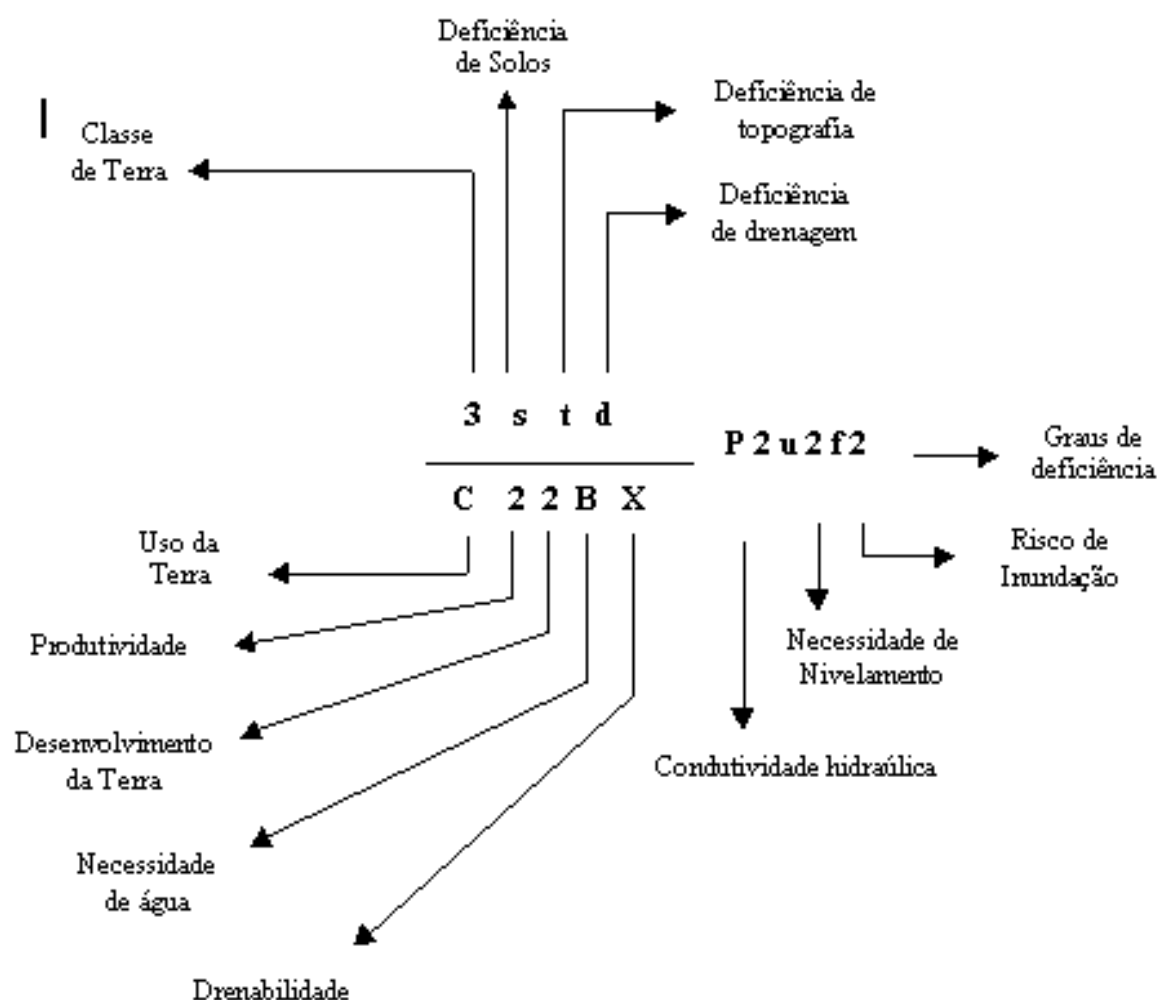 Deficiência
de Solos
Deficiência de
topografia
Classe
de Terra
Deficiência
de drenagem
3 s t d
P 2 u 2 f 2
Graus de
deficiência
C 2 2 B X
Uso da
Terra
Risco de
Inundação
Produtividade
Necessidade de
Nivelamento
Desenvolvimento
da Terra
Condutividade hidraúlica
Necessidade
de água
Drenabilidade